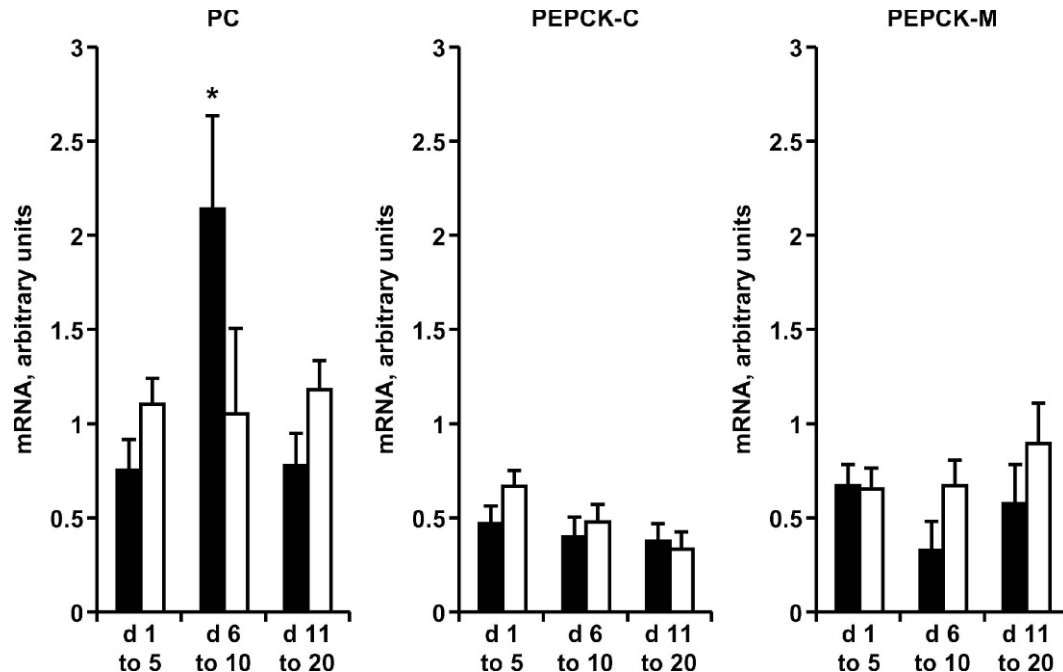 PC
3
2.5
2
1.5
1
0.5
0
mRNA, arbitrary units
*
d 1
to 5
d 6
to 10
d 11
to 20
PEPCK-C
3
2.5
2
1.5
1
0.5
0
mRNA, arbitrary units
d 1
to 5
d 6
to 10
d 11
to 20
PEPCK-M
3
2.5
2
1.5
1
0.5
0
mRNA, arbitrary units
d 1
to 5
d 6
to 10
d 11
to 20